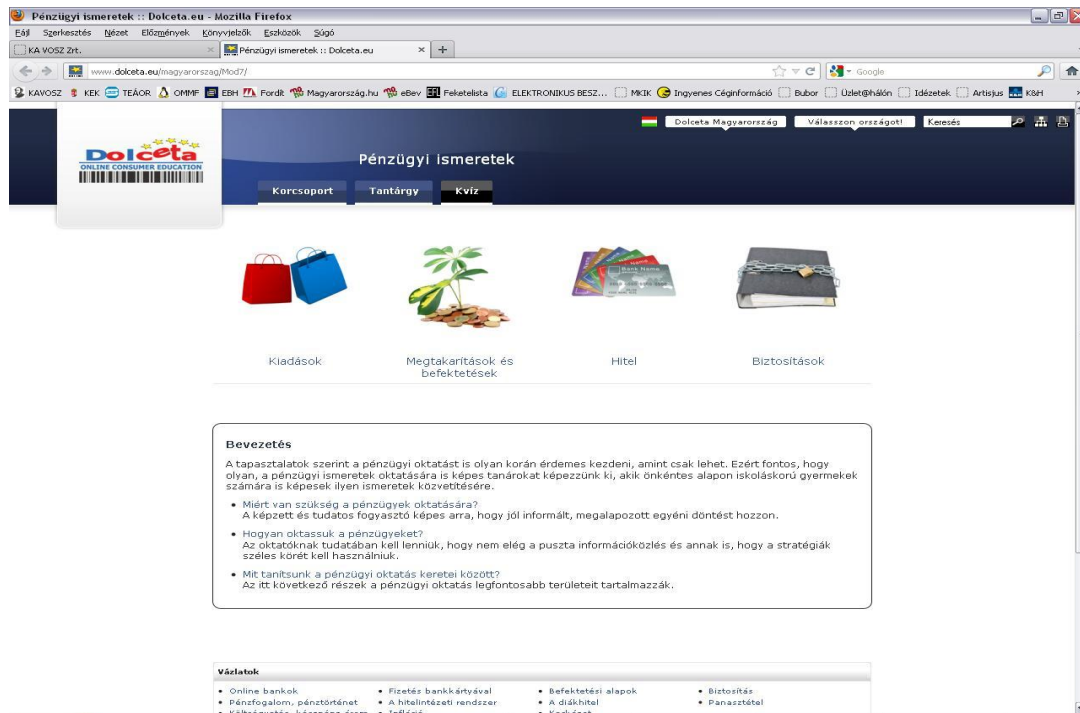 Pénzügyi ismeretek :: Dolceta.eu - Mozilla Firefox
Fájl Szerkesztés Nézet Előzmények Könyvjelzők Eszközök Súgó
KA VOSZ Zrt. Pénzügyi ismeretek :: Dolceta.eu
www.dolceta.eu/magyarorszag/Mod7/ Google
KAVOSZ KEK TEÁOR OMMF EBH Fordít Magyarország.hu eBev Feketelista ELEKTRONIKUS BESZ... MKIK Ingyenes Céginformáció Bubor Üzlet@hálón Idézetek Artisjus K&H
Dolceta Magyarország Válasszon országot! Keresés
Dolceta
ONLINE CONSUMER EDUCATION
Pénzügyi ismeretek
Korcsoport Tantárgy Kvíz
Bank Name
Kiadások Megtakarítások és befektetések Hitel Biztosítások
Bevezetés
A tapasztalatok szerint a pénzügyi oktatást is olyan korán érdemes kezdeni, amint csak lehet. Ezért fontos, hogy
olyan, a pénzügyi ismeretek oktatására is képes tanárokat képezzünk ki, akik önkéntes alapon iskoláskorú gyermekek
számára is képesek ilyen ismeretek közvetítésére.
• Miért van szükség a pénzügyek oktatására?
A képzett és tudatos fogyasztó képes arra, hogy jól informált, megalapozott egyéni döntést hozzon.
• Hogyan oktassuk a pénzügyeket?
Az oktatóknak tudatában kell lenniük, hogy nem elég a puszta információközlés és annak is, hogy a stratégiák
széles körét kell használniuk.
• Mit tanítsunk a pénzügyi oktatás keretei között?
Az itt következő részek a pénzügyi oktatás legfontosabb területeit tartalmazzák.
Vázlatok
• Online bankok • Fizetés bankkártyával • Befektetési alapok • Biztosítás
• Pénzfogalom, pénztörténet • A hitelintézeti rendszer • A diákhitel • Panasztétel